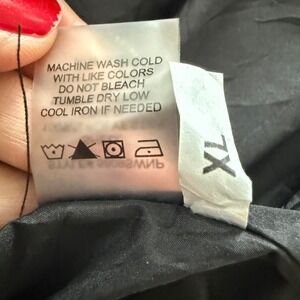 MACHINE WASH COLD
WITH LIKE COLORS
DO NOT BLEACH
TUMBLE DRY LOW
COOL IRON IF NEEDED
XL